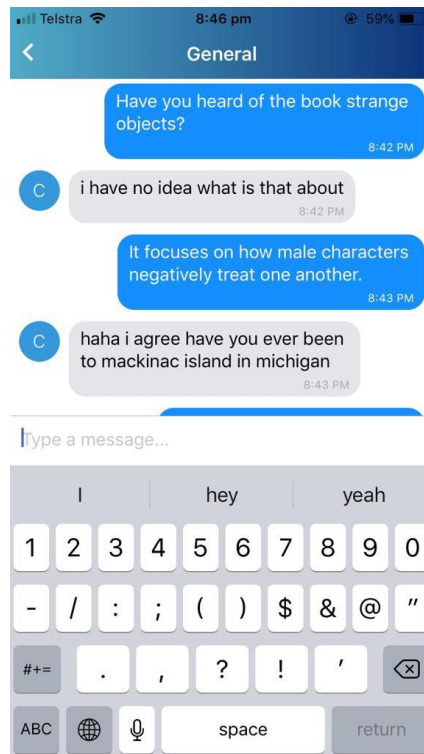 Telstra 8:46 pm 59%
General
Have you heard of the book strange
objects?
8:42 PM
C
i have no idea what is that about
8:42 PM
It focuses on how male characters
negatively treat one another.
8:43 PM
C
haha i agree have you ever been
to mackinac island in michigan
8:43 PM
Type a message...
I hey yeah
1 2 3 4 5 6 7 8 9 0
- / : ; ( ) $ & @ "
#+= . , ? ! '
ABC space return